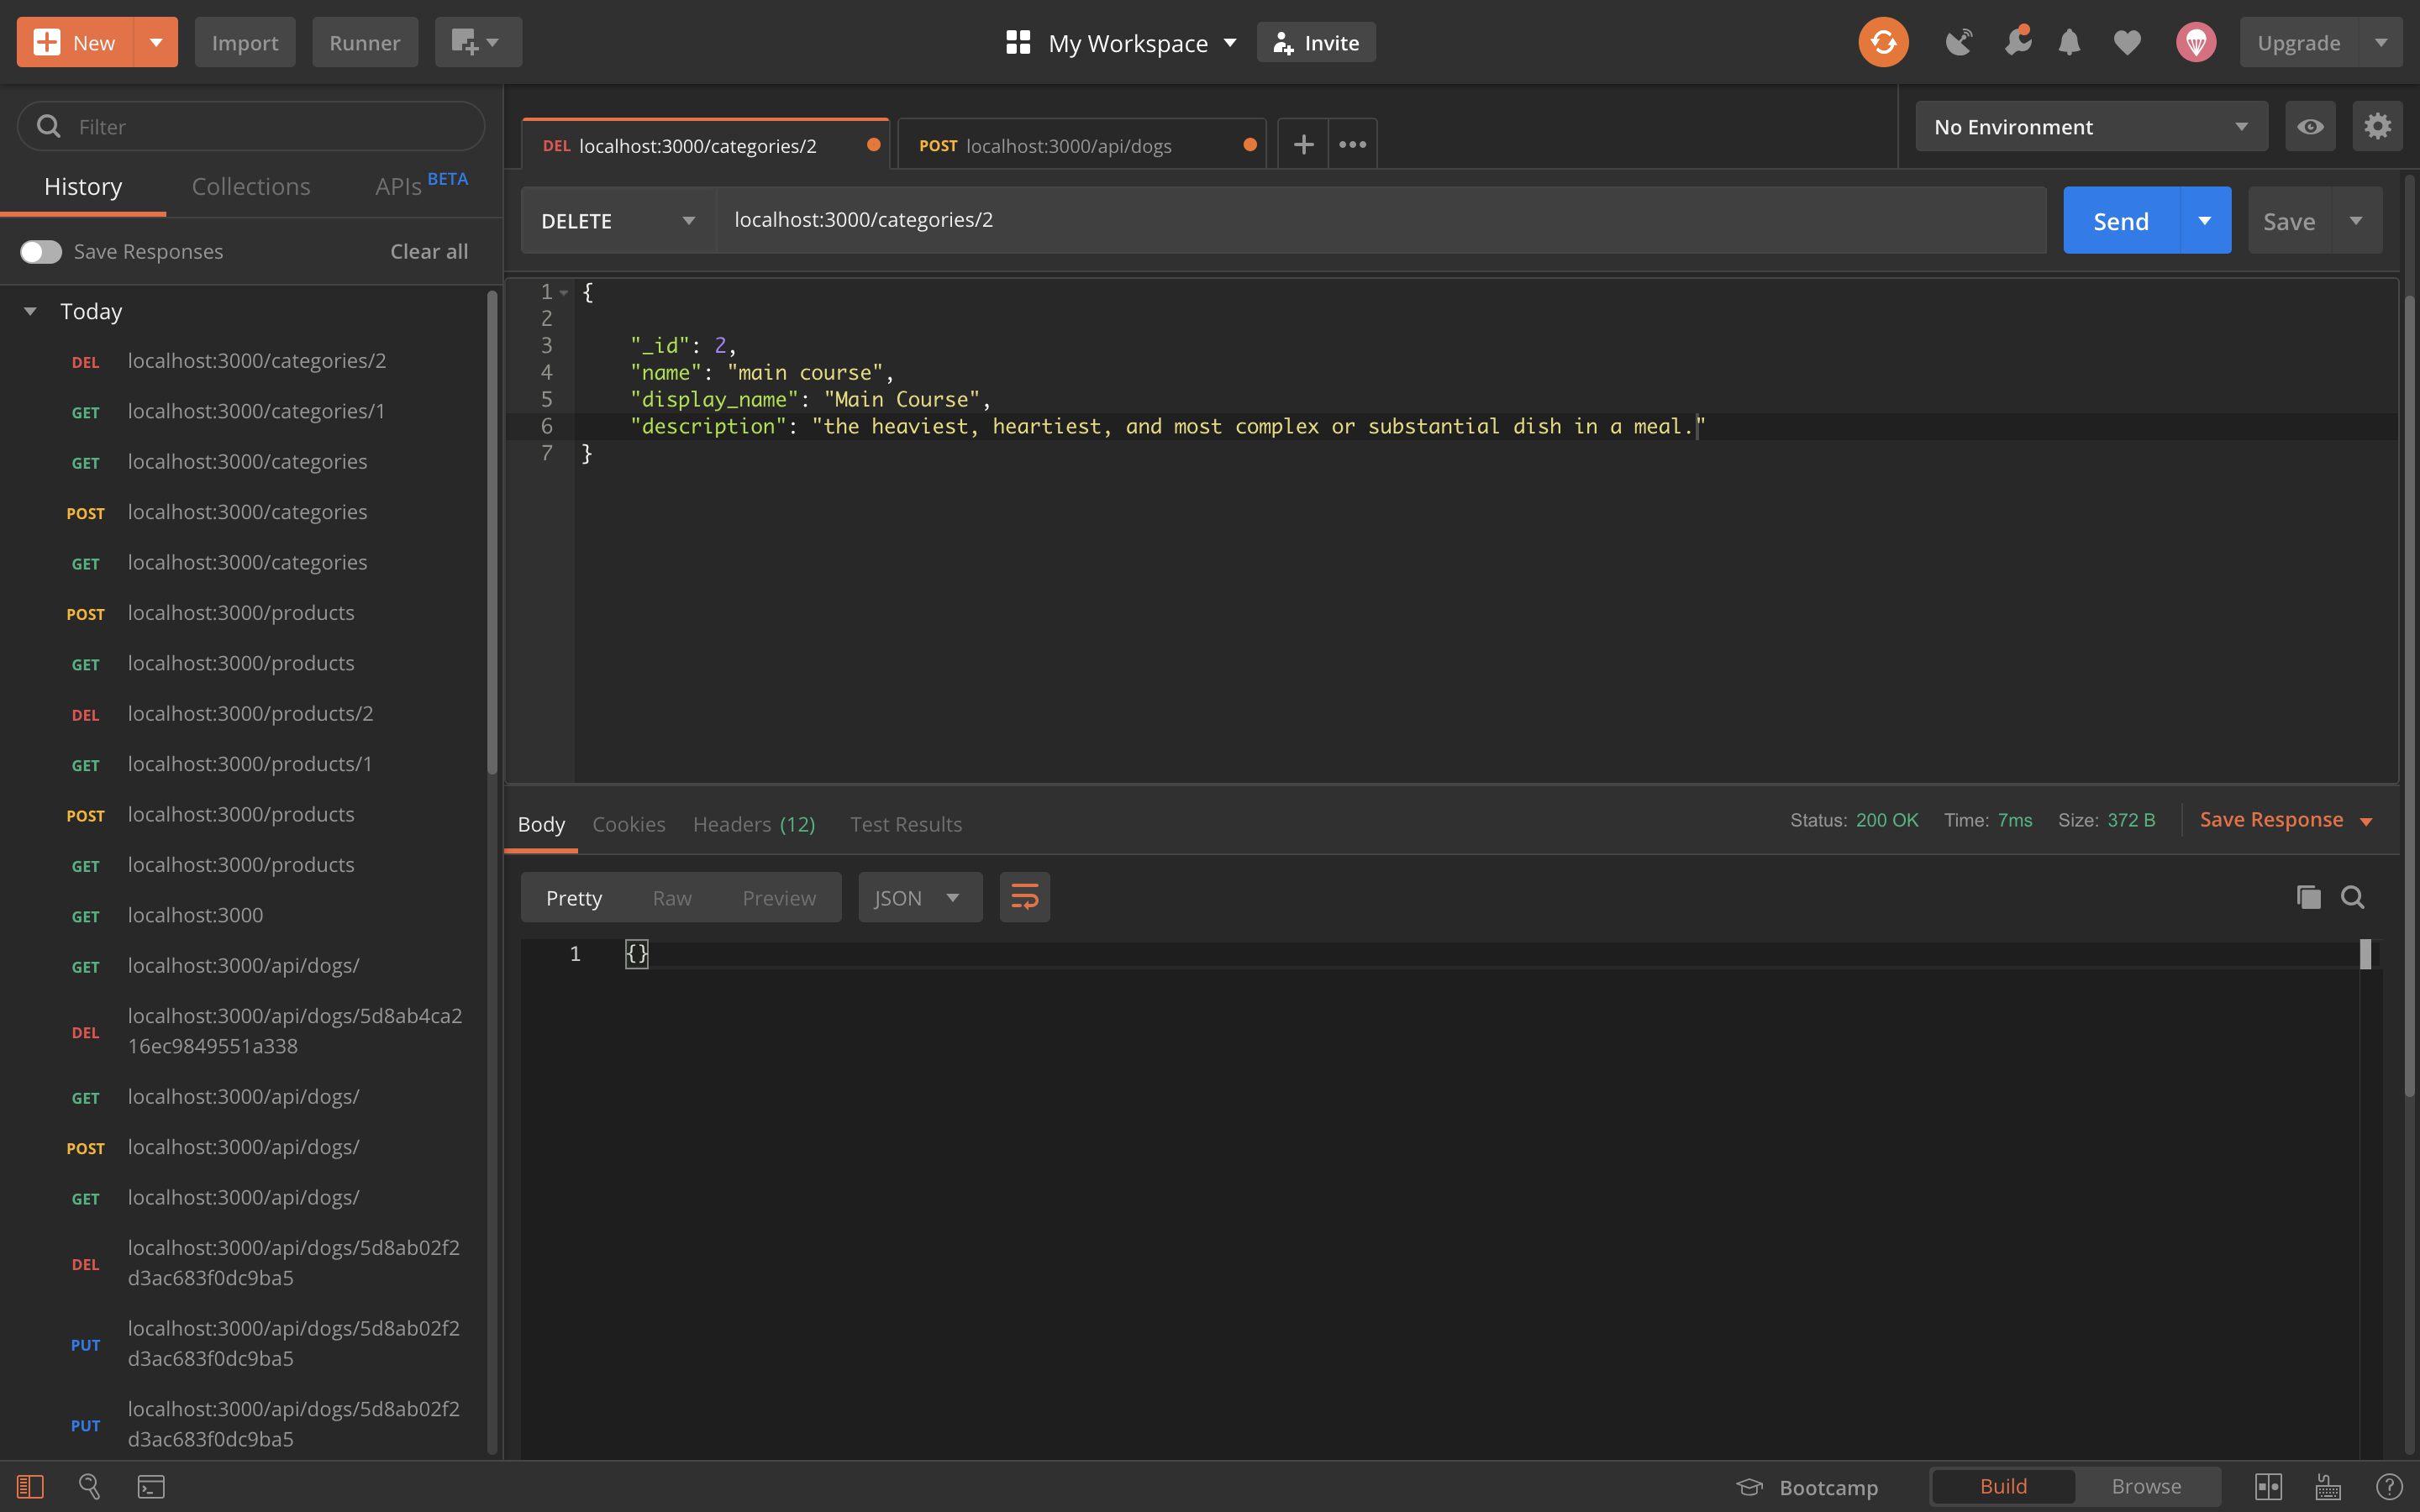 New
Import
Runner
My Workspace
Invite
Upgrade
Filter
History
Collections
APIs BETA
Save Responses
Clear all
Today
DEL localhost:3000/categories/2
GET localhost:3000/categories/1
GET localhost:3000/categories
POST localhost:3000/categories
GET localhost:3000/categories
POST localhost:3000/products
GET localhost:3000/products
DEL localhost:3000/products/2
GET localhost:3000/products/1
POST localhost:3000/products
GET localhost:3000/products
GET localhost:3000
GET localhost:3000/api/dogs/
DEL localhost:3000/api/dogs/5d8ab4ca2
16ec9849551a338
GET localhost:3000/api/dogs/
POST localhost:3000/api/dogs/
GET localhost:3000/api/dogs/
DEL localhost:3000/api/dogs/5d8ab02f2
d3ac683f0dc9ba5
PUT localhost:3000/api/dogs/5d8ab02f2
d3ac683f0dc9ba5
PUT localhost:3000/api/dogs/5d8ab02f2
d3ac683f0dc9ba5
DEL localhost:3000/categories/2
POST localhost:3000/api/dogs
No Environment
DELETE
localhost:3000/categories/2
Send
Save
1 {
2
3 "_id": 2,
4 "name": "main course",
5 "display_name": "Main Course",
6 "description": "the heaviest, heartiest, and most complex or substantial dish in a meal."
7 }
Body
Cookies
Headers (12)
Test Results
Status: 200 OK
Time: 7ms
Size: 372 B
Save Response
Pretty
Raw
Preview
JSON
1 {}
Bootcamp
Build
Browse